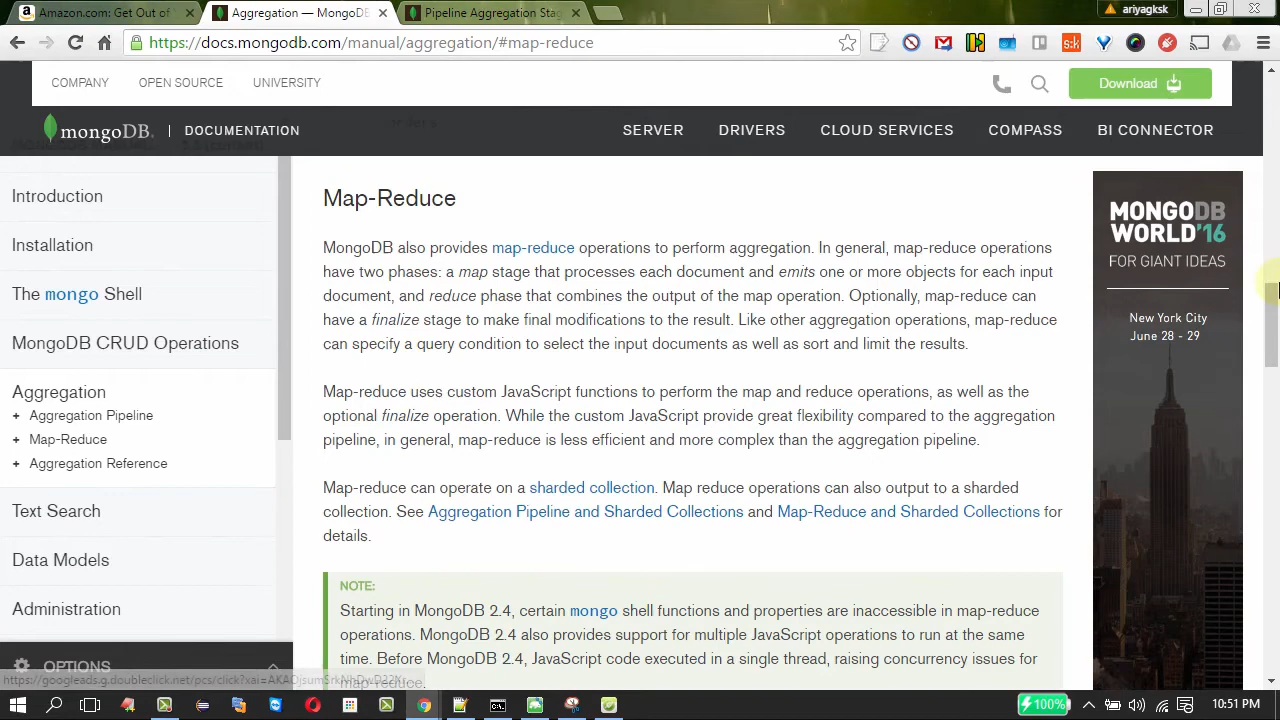 Amazon.com: Get Out of
Aggregation — MongoDB
Pipeline Aggregation Sta
ariyagksk
https://docs.mongodb.com/manual/aggregation/#map-reduce
COMPANY OPEN SOURCE UNIVERSITY
Download
mongoDB. DOCUMENTATION
SERVER DRIVERS CLOUD SERVICES COMPASS BI CONNECTOR
Introduction
Installation
The mongo Shell
MongoDB CRUD Operations
Aggregation
+ Aggregation Pipeline
+ Map-Reduce
+ Aggregation Reference
Text Search
Data Models
Administration
OPTIONS
Map-Reduce
MongoDB also provides map-reduce operations to perform aggregation. In general, map-reduce operations
have two phases: a map stage that processes each document and emits one or more objects for each input
document, and reduce phase that combines the output of the map operation. Optionally, map-reduce can
have a finalize stage to make final modifications to the result. Like other aggregation operations, map-reduce
can specify a query condition to select the input documents as well as sort and limit the results.
Map-reduce uses custom JavaScript functions to perform the map and reduce operations, as well as the
optional finalize operation. While the custom JavaScript provide great flexibility compared to the aggregation
pipeline, in general, map-reduce is less efficient and more complex than the aggregation pipeline.
Map-reduce can operate on a sharded collection. Map reduce operations can also output to a sharded
collection. See Aggregation Pipeline and Sharded Collections and Map-Reduce and Sharded Collections for
details.
NOTE:
Starting in MongoDB 2.4, certain mongo shell functions and properties are inaccessible in map-reduce
operations. MongoDB 2.4 also provides support for multiple JavaScript operations to run at the same
time. Before MongoDB 2.4, JavaScript code executed in a single thread, raising concurrency issues for
map-reduce.
MONGODB
WORLD'16
FOR GIANT IDEAS
New York City
June 28 - 29
100%
10:51 PM